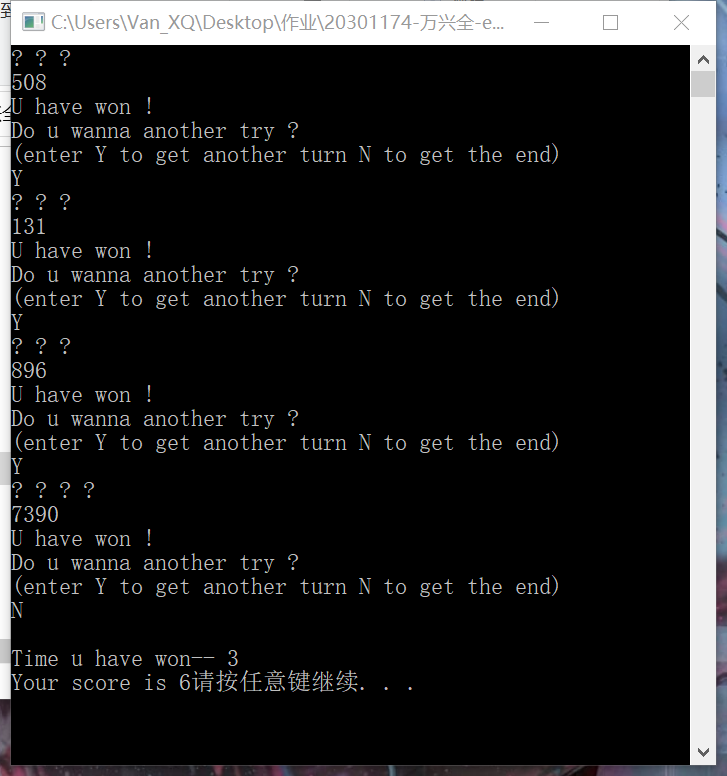 到
C:\Users\Van_XQ\Desktop\作业\20301174-万兴全-e...
? ? ?
508
U have won !
Do u wanna another try ?
(enter Y to get another turn N to get the end)
Y
? ? ?
131
U have won !
Do u wanna another try ?
(enter Y to get another turn N to get the end)
Y
? ? ?
896
U have won !
Do u wanna another try ?
(enter Y to get another turn N to get the end)
Y
? ? ? ?
7390
U have won !
Do u wanna another try ?
(enter Y to get another turn N to get the end)
N
Time u have won-- 3
Your score is 6请按任意键继续. . .